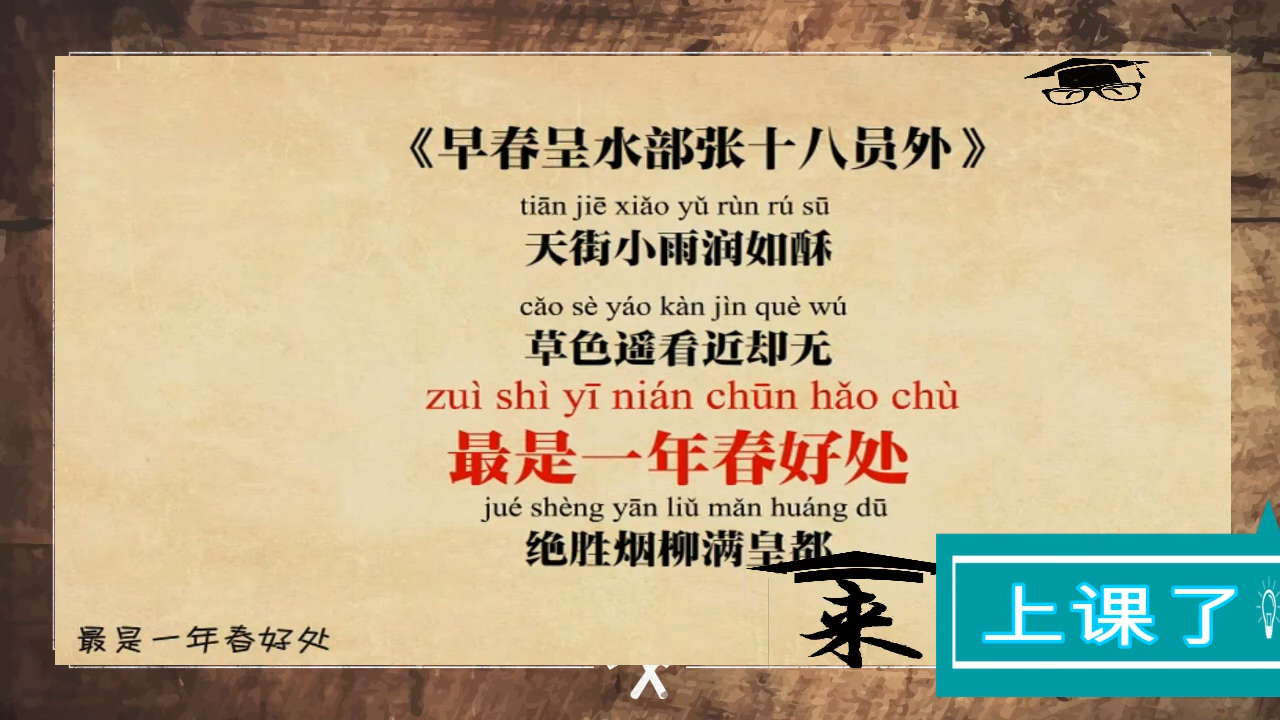 《早春呈水部张十八员外》
tiān jiē xiǎo yǔ rùn rú sū
天街小雨润如酥
cǎo sè yáo kàn jìn què wú
草色遥看近却无
zuì shì yī nián chūn hǎo chù
最是一年春好处
jué shèng yān liǔ mǎn huáng dū
绝胜烟柳满皇都
来
上课了
最是一年春好处